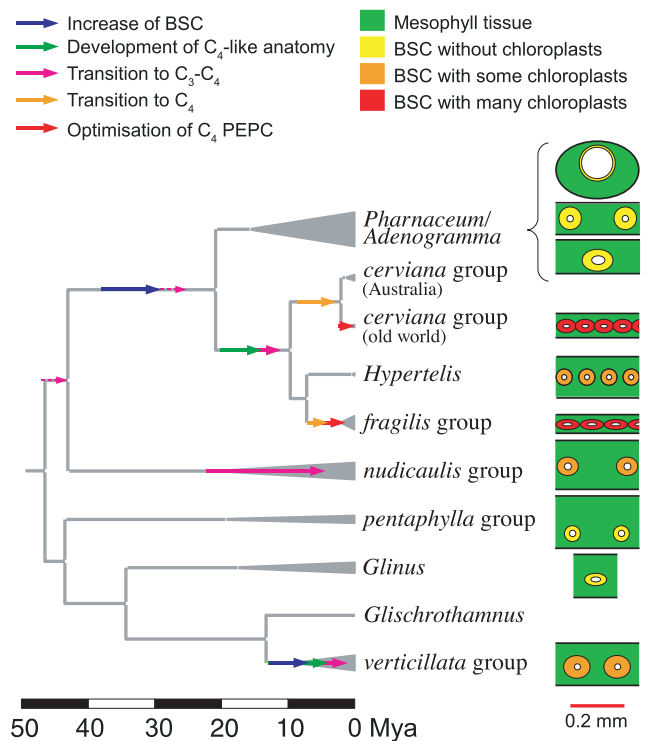 Increase of BSC
Development of C4-like anatomy
Transition to C3-C4
Transition to C4
Optimisation of C4 PEPC
Mesophyll tissue
BSC without chloroplasts
BSC with some chloroplasts
BSC with many chloroplasts
Pharnaceum/
Adenogramma
cerviana group
(Australia)
cerviana group
(old world)
Hypertelis
fragilis group
nudicaulis group
pentaphylla group
Glinus
Glischrothamnus
verticillata group
50 40 30 20 10 0 Mya
0.2 mm